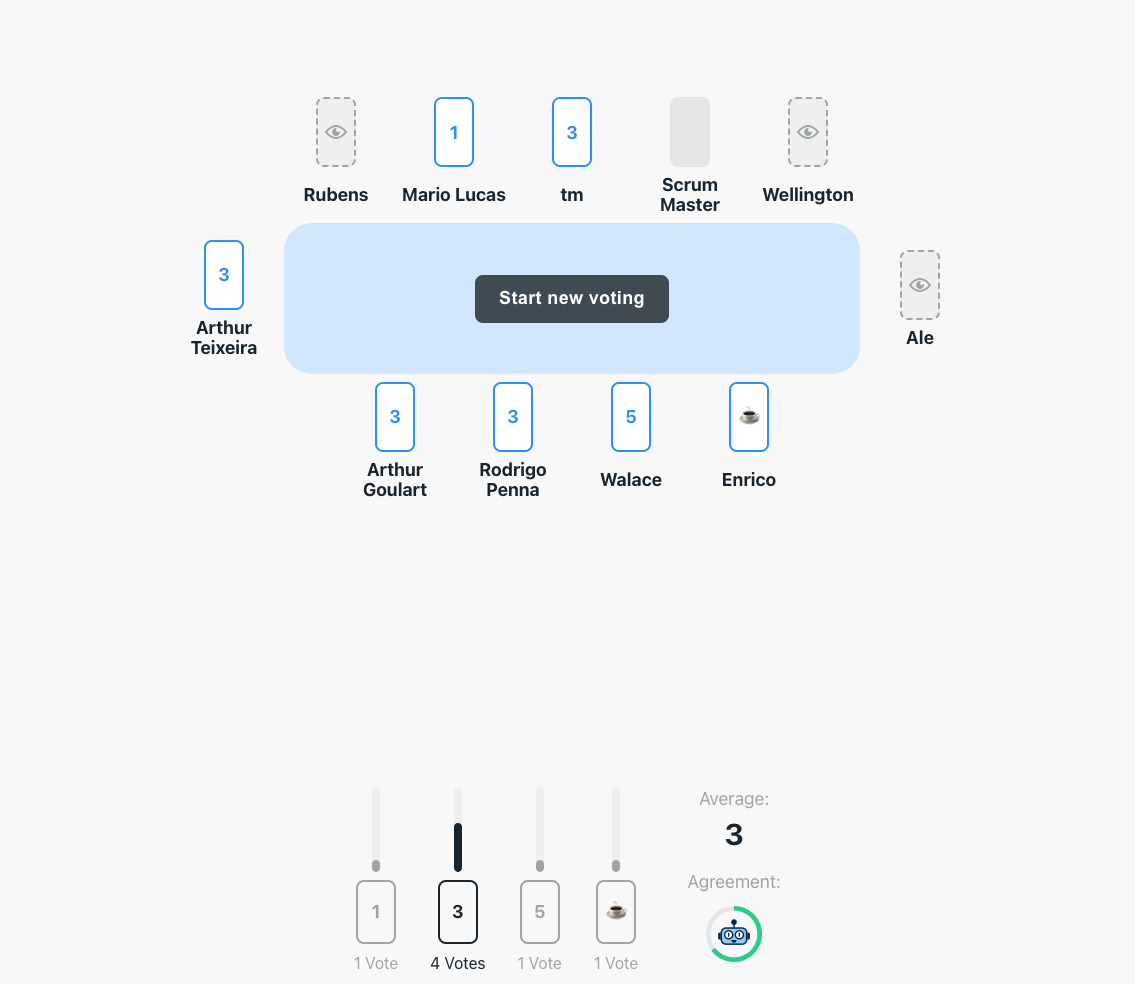 1
3
Rubens
Mario Lucas
tm
Scrum
Master
Wellington
3
Arthur
Teixeira
Start new voting
Ale
3
3
5
Arthur
Goulart
Rodrigo
Penna
Walace
Enrico
Average:
3
Agreement:
1
3
5
1 Vote
4 Votes
1 Vote
1 Vote